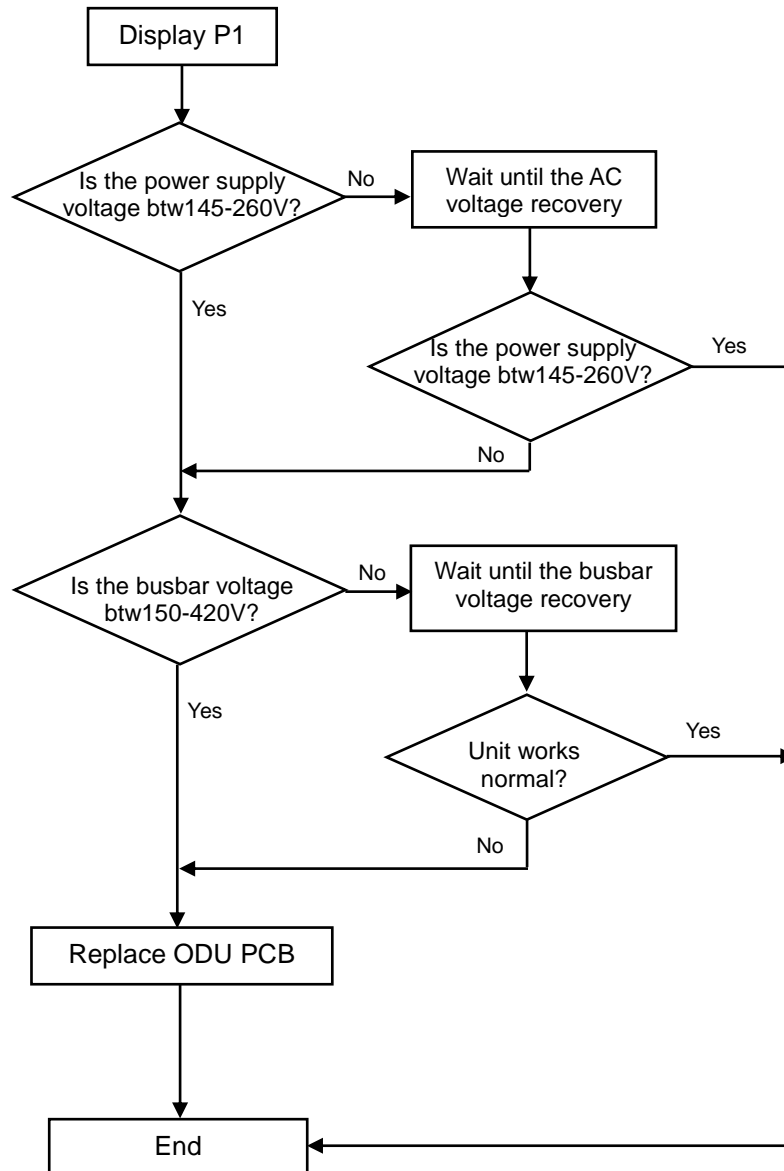 Display P1
Is the power supply
voltage btw145-260V?
No
Wait until the AC
voltage recovery
Yes
Is the power supply
voltage btw145-260V?
Yes
No
Is the busbar voltage
btw150-420V?
No
Wait until the busbar
voltage recovery
Yes
Unit works
normal?
Yes
No
Replace ODU PCB
End